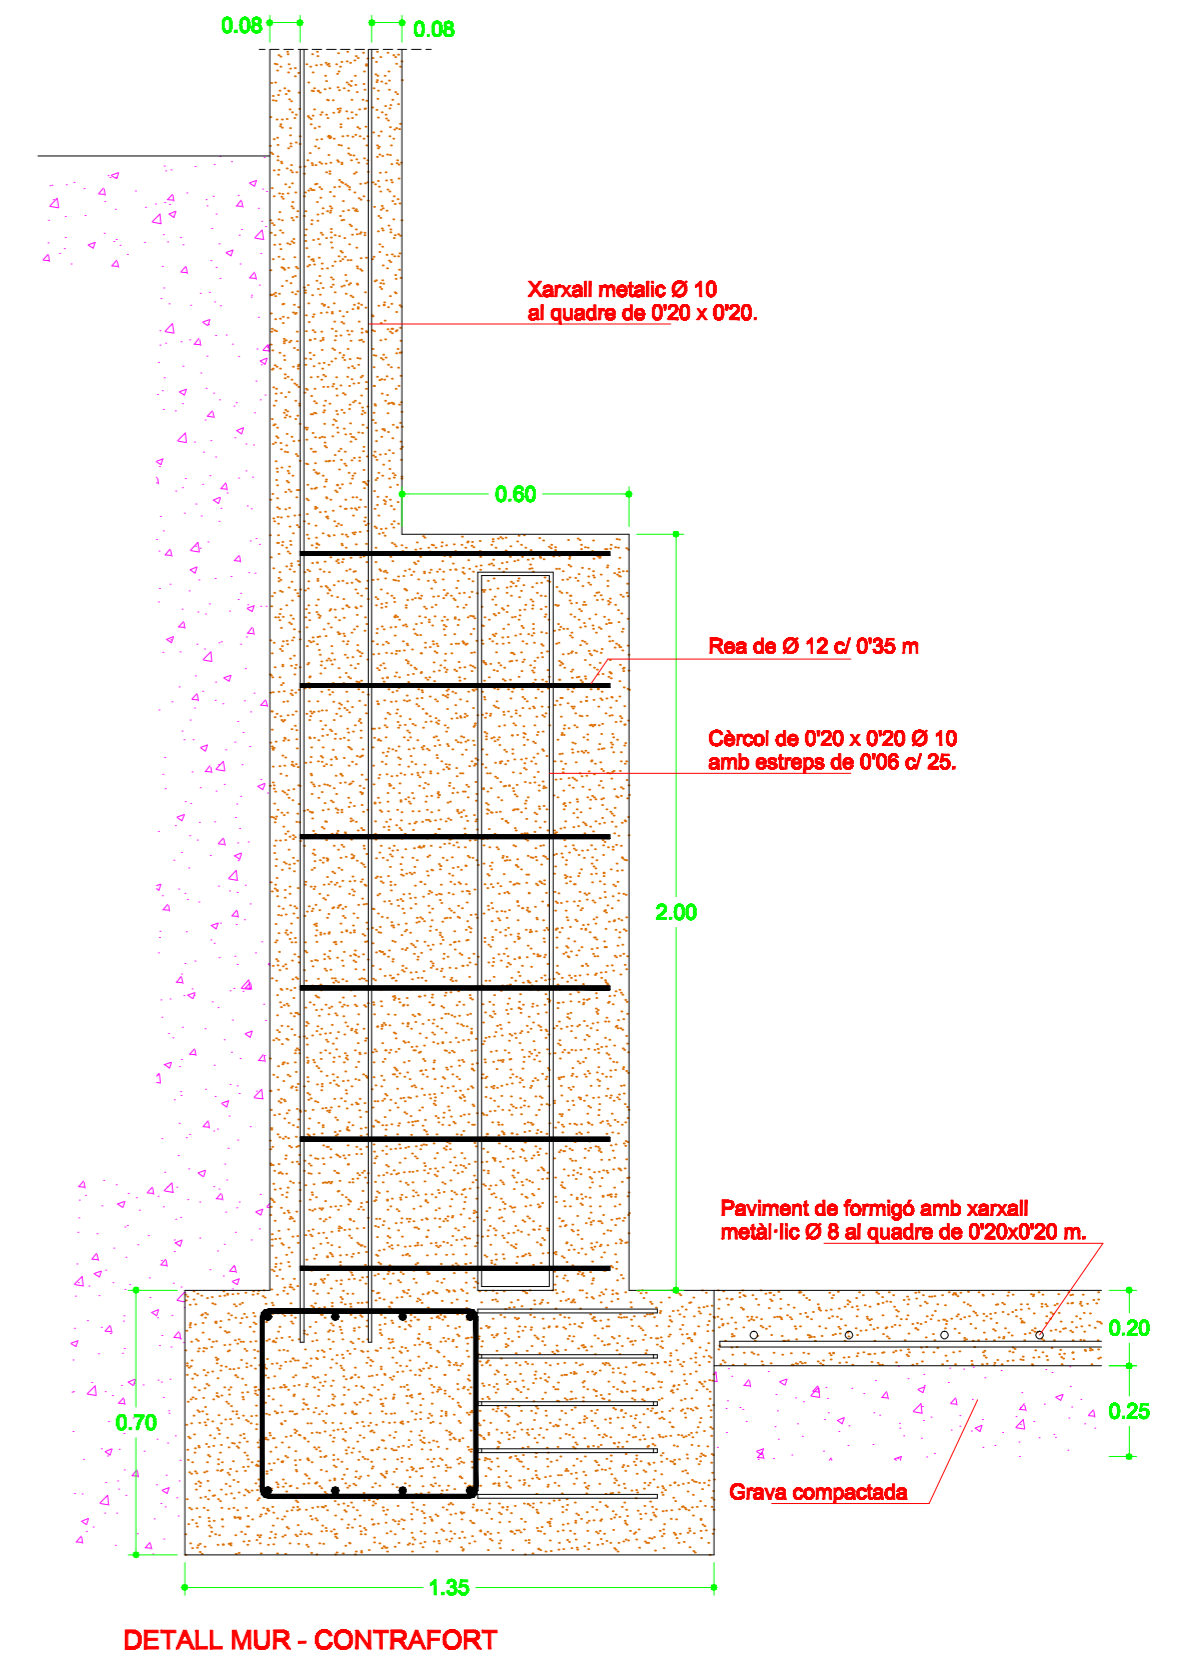 0.08
0.08
Xarxall metalic Ø 10
al quadre de 0'20 x 0'20.
0.60
Rea de Ø 12 c/ 0'35 m
Cèrcol de 0'20 x 0'20 Ø 10
amb estreps de 0'06 c/ 25.
2.00
Paviment de formigó amb xarxall
metàl·lic Ø 8 al quadre de 0'20x0'20 m.
0.20
0.70
0.25
Grava compactada
1.35
DETALL MUR - CONTRAFORT